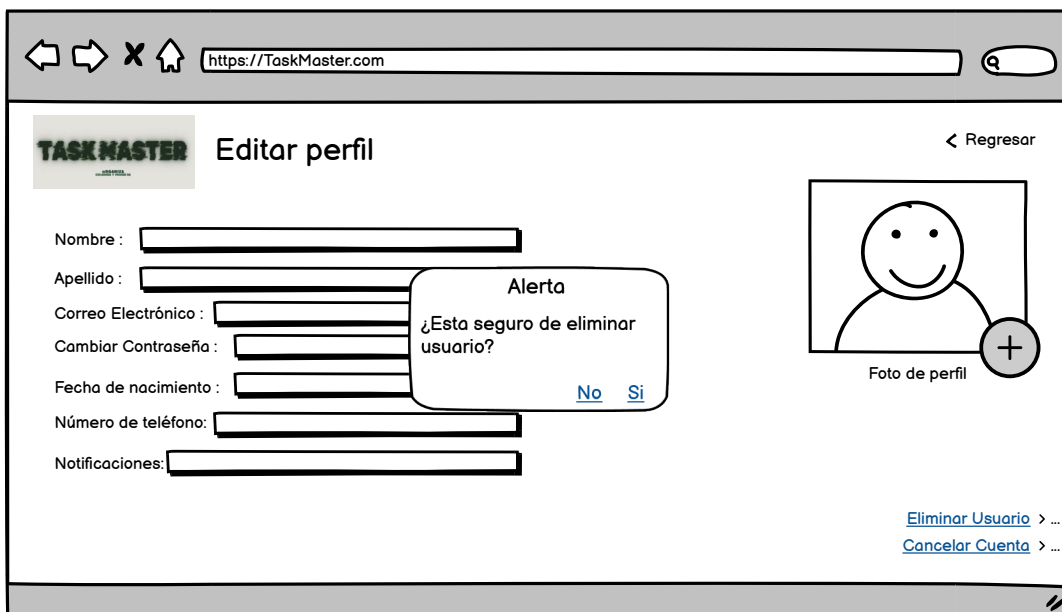 https://TaskMaster.com
TASK MASTER
Editar perfil
Regresar
Nombre :
Apellido :
Correo Electrónico :
Cambiar Contraseña :
Fecha de nacimiento :
Número de teléfono:
Notificaciones:
Alerta
¿Esta seguro de eliminar
usuario?
No Si
Foto de perfil
Eliminar Usuario > ...
Cancelar Cuenta > ...